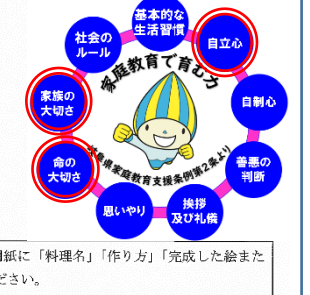 基本的な
生活習慣
自立心
自制心
善悪の
判断
挨拶
及び礼儀
思いやり
命の
大切さ
家族の
大切さ
社会の
ルール
家庭教育で育む力
島県家庭教育支援条例第2条より
用紙に「料理名」「作り方」「完成した絵また
ださい。